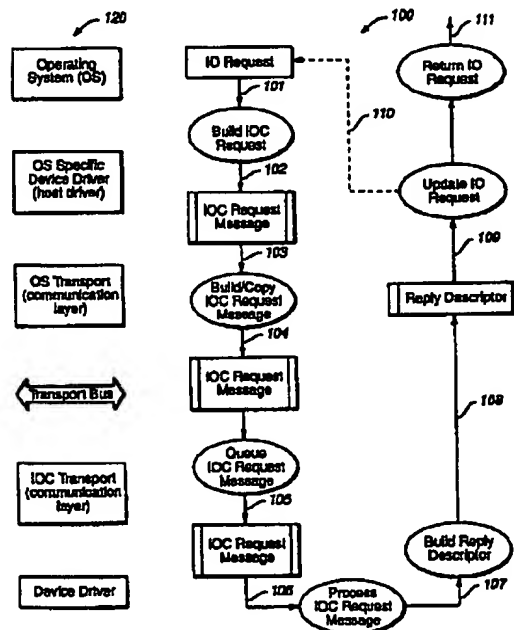 120
Operating
System (OS)
OS Specific
Device Driver
(host driver)
OS Transport
(communication
layer)
Transport Bus
IOC Transport
(communication
layer)
Device Driver
100
IO Request
101
Build IOC
Request
102
IOC Request
Message
103
Build/Copy
IOC Request
Message
104
IOC Request
Message
Queue
IOC Request
Message
105
IOC Request
Message
106
Process
IOC Request
Message
107
Build Reply
Descriptor
108
Reply Descriptor
109
Update IO
Request
110
Return IO
Request
111